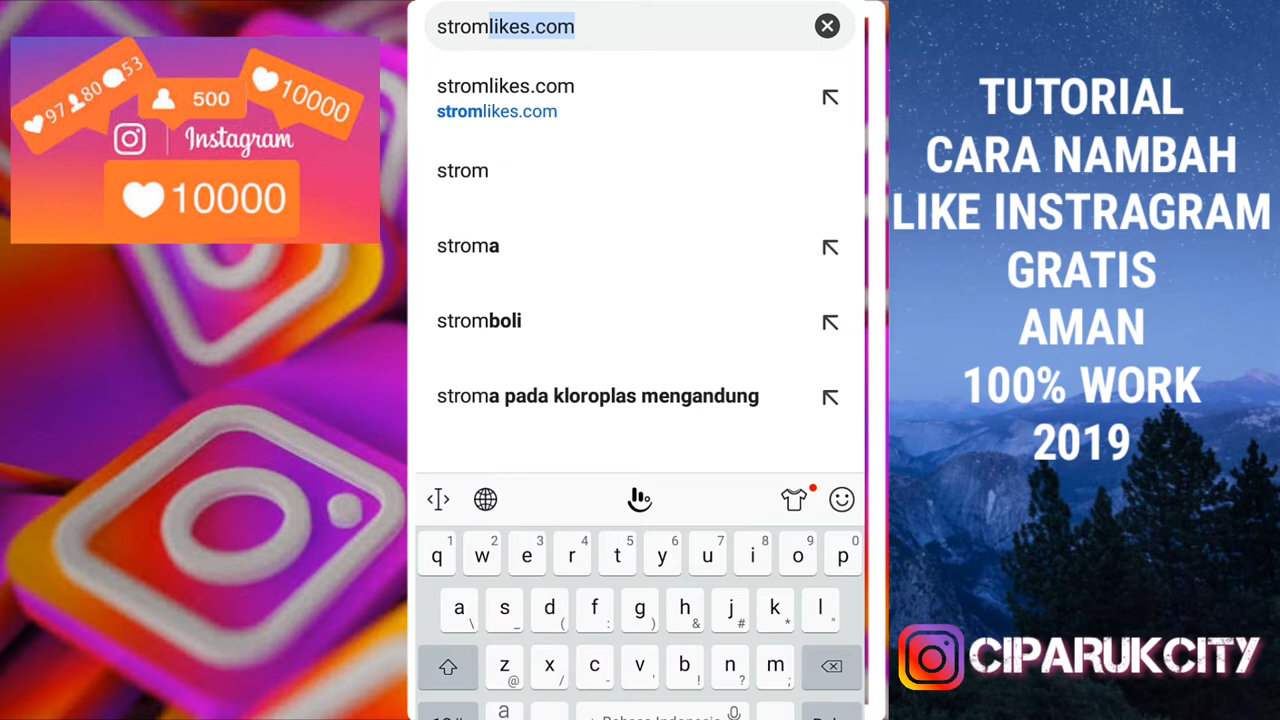 97 80 53
500
10000
Instagram
10000
stromlikes.com
stromlikes.com
stromlikes.com
strom
stroma
stromboli
stroma pada kloroplas mengandung
1 2 3 4 5 6 7 8 9 0
q w e r t y u i o p
a s d f g h j k l
\ _ ( : ) & # * "
z x c v b n m
@ / - ' ! ? ;
a
TUTORIAL
CARA NAMBAH
LIKE INSTRAGRAM
GRATIS
AMAN
100% WORK
2019
CIPARUKCITY